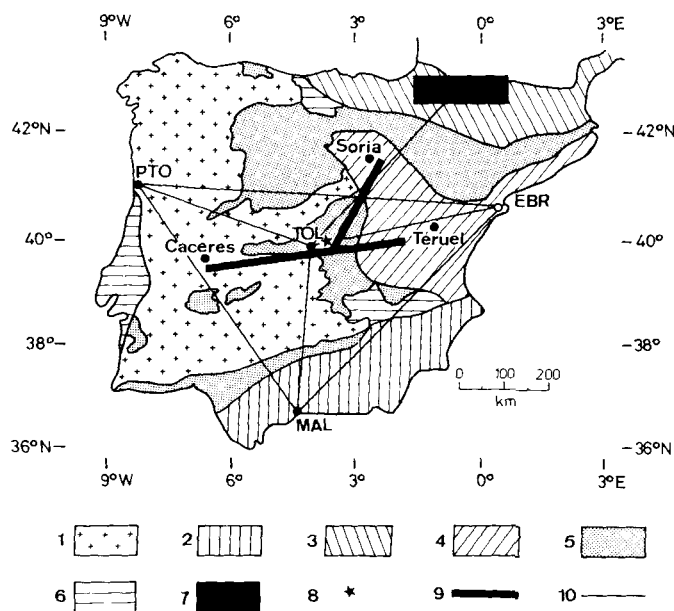 9°W 6° 3° 0° 3°E
42°N 42°N
Soria
PTO
EBR
TOL
Téruel
40° 40°
Caceres
38° 38°
0 100 200
km
MAL
36°N 36°N
9°W 6° 3° 0° 3°E
1 2 3 4 5
6 7 8 9 10